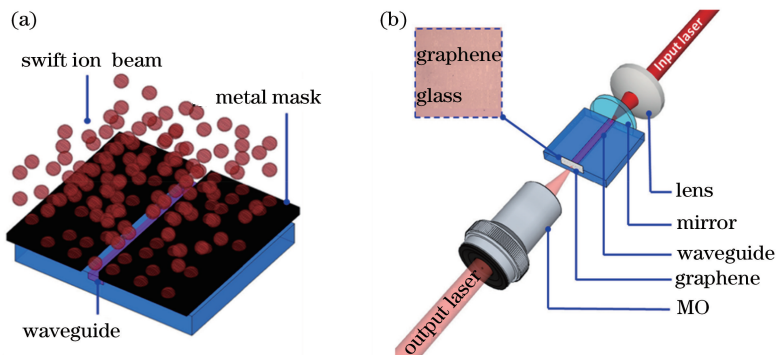 (a)
swift ion beam
metal mask
waveguide
(b)
graphene
glass
Input laser
lens
mirror
waveguide
graphene
MO
output laser